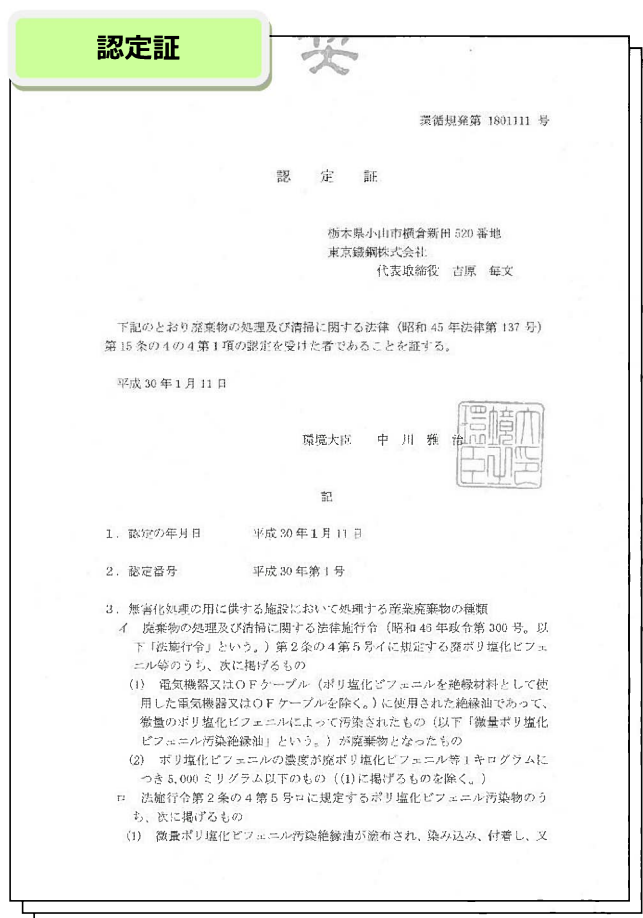 認定証
環循規発第 1801111 号
認 定 証
栃木県小山市横倉新田 520 番地
東京鐵鋼株式会社
代表取締役 吉原 毎文
下記のとおり廃棄物の処理及び清掃に関する法律（昭和 45 年法律第 137 号）
第 15 条の４の４第１項の認定を受けた者であることを証する。
平成 30 年 1 月 11 日
環境大臣 中 川 雅 治
環境大臣之印
記
１．認定の年月日 平成 30 年 1 月 11 日
２．認定番号 平成 30 年第 1 号
３．無害化処理の用に供する施設において処理する産業廃棄物の種類
イ 廃棄物の処理及び清掃に関する法律施行令（昭和 46 年政令第 300 号。以
下「法施行令」という。）第２条の４第５号イに規定する廃ポリ塩化ビフェ
ニル等のうち、次に掲げるもの
(1) 電気機器又はＯＦケーブル（ポリ塩化ビフェニルを絶縁材料として使
用した電気機器又はＯＦケーブルを除く。）に使用された絶縁油であって、
微量のポリ塩化ビフェニルによって汚染されたもの（以下「微量ポリ塩化
ビフェニル汚染絶縁油」という。）が廃棄物となったもの
(2) ポリ塩化ビフェニルの濃度が廃ポリ塩化ビフェニル等１キログラムに
つき 5,000 ミリグラム以下のもの（(1)に掲げるものを除く。）
ロ 法施行令第２条の４第５号ロに規定するポリ塩化ビフェニル汚染物のう
ち、次に掲げるもの
(1) 微量ポリ塩化ビフェニル汚染絶縁油が塗布され、染み込み、付着し、又